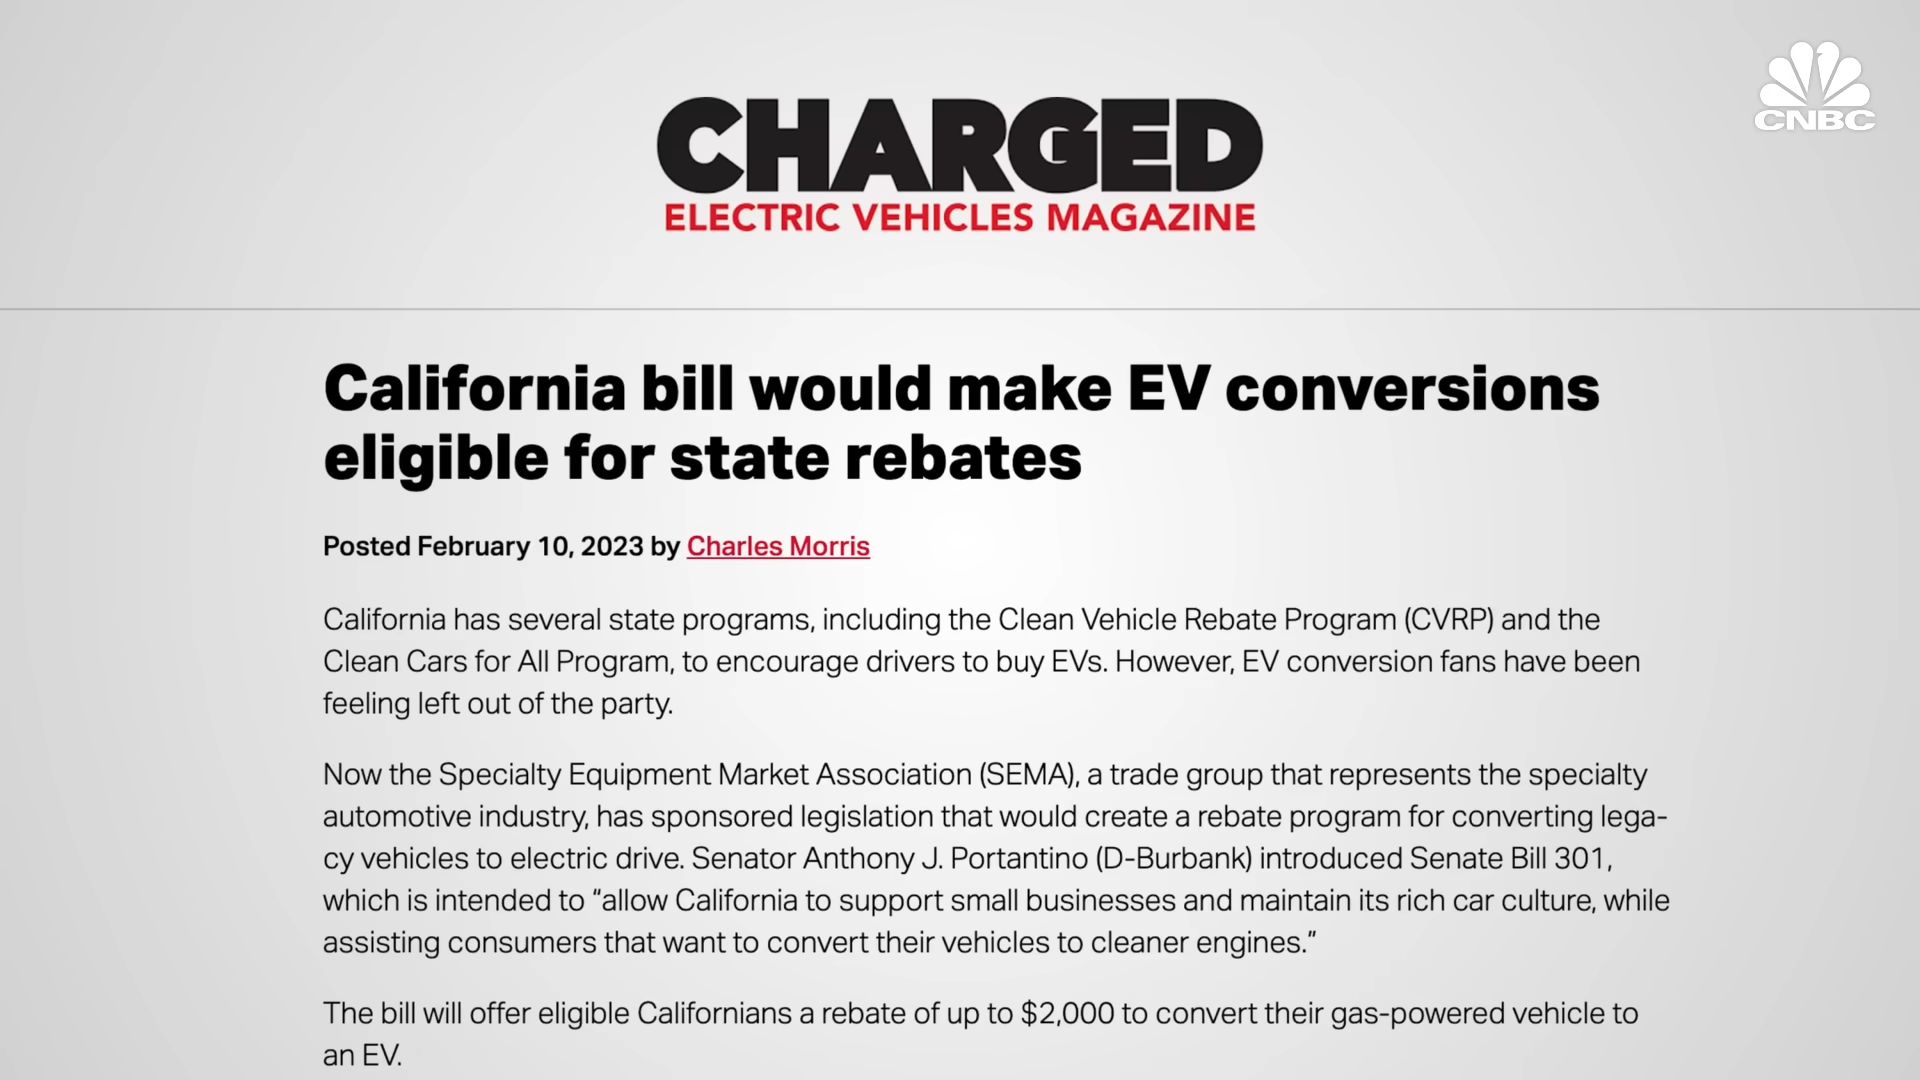 CHARGED
ELECTRIC VEHICLES MAGAZINE
CNBC
California bill would make EV conversions
eligible for state rebates
Posted February 10, 2023 by Charles Morris
California has several state programs, including the Clean Vehicle Rebate Program (CVRP) and the
Clean Cars for All Program, to encourage drivers to buy EVs. However, EV conversion fans have been
feeling left out of the party.
Now the Specialty Equipment Market Association (SEMA), a trade group that represents the specialty
automotive industry, has sponsored legislation that would create a rebate program for converting lega-
cy vehicles to electric drive. Senator Anthony J. Portantino (D-Burbank) introduced Senate Bill 301,
which is intended to “allow California to support small businesses and maintain its rich car culture, while
assisting consumers that want to convert their vehicles to cleaner engines.”
The bill will offer eligible Californians a rebate of up to $2,000 to convert their gas-powered vehicle to
an EV.